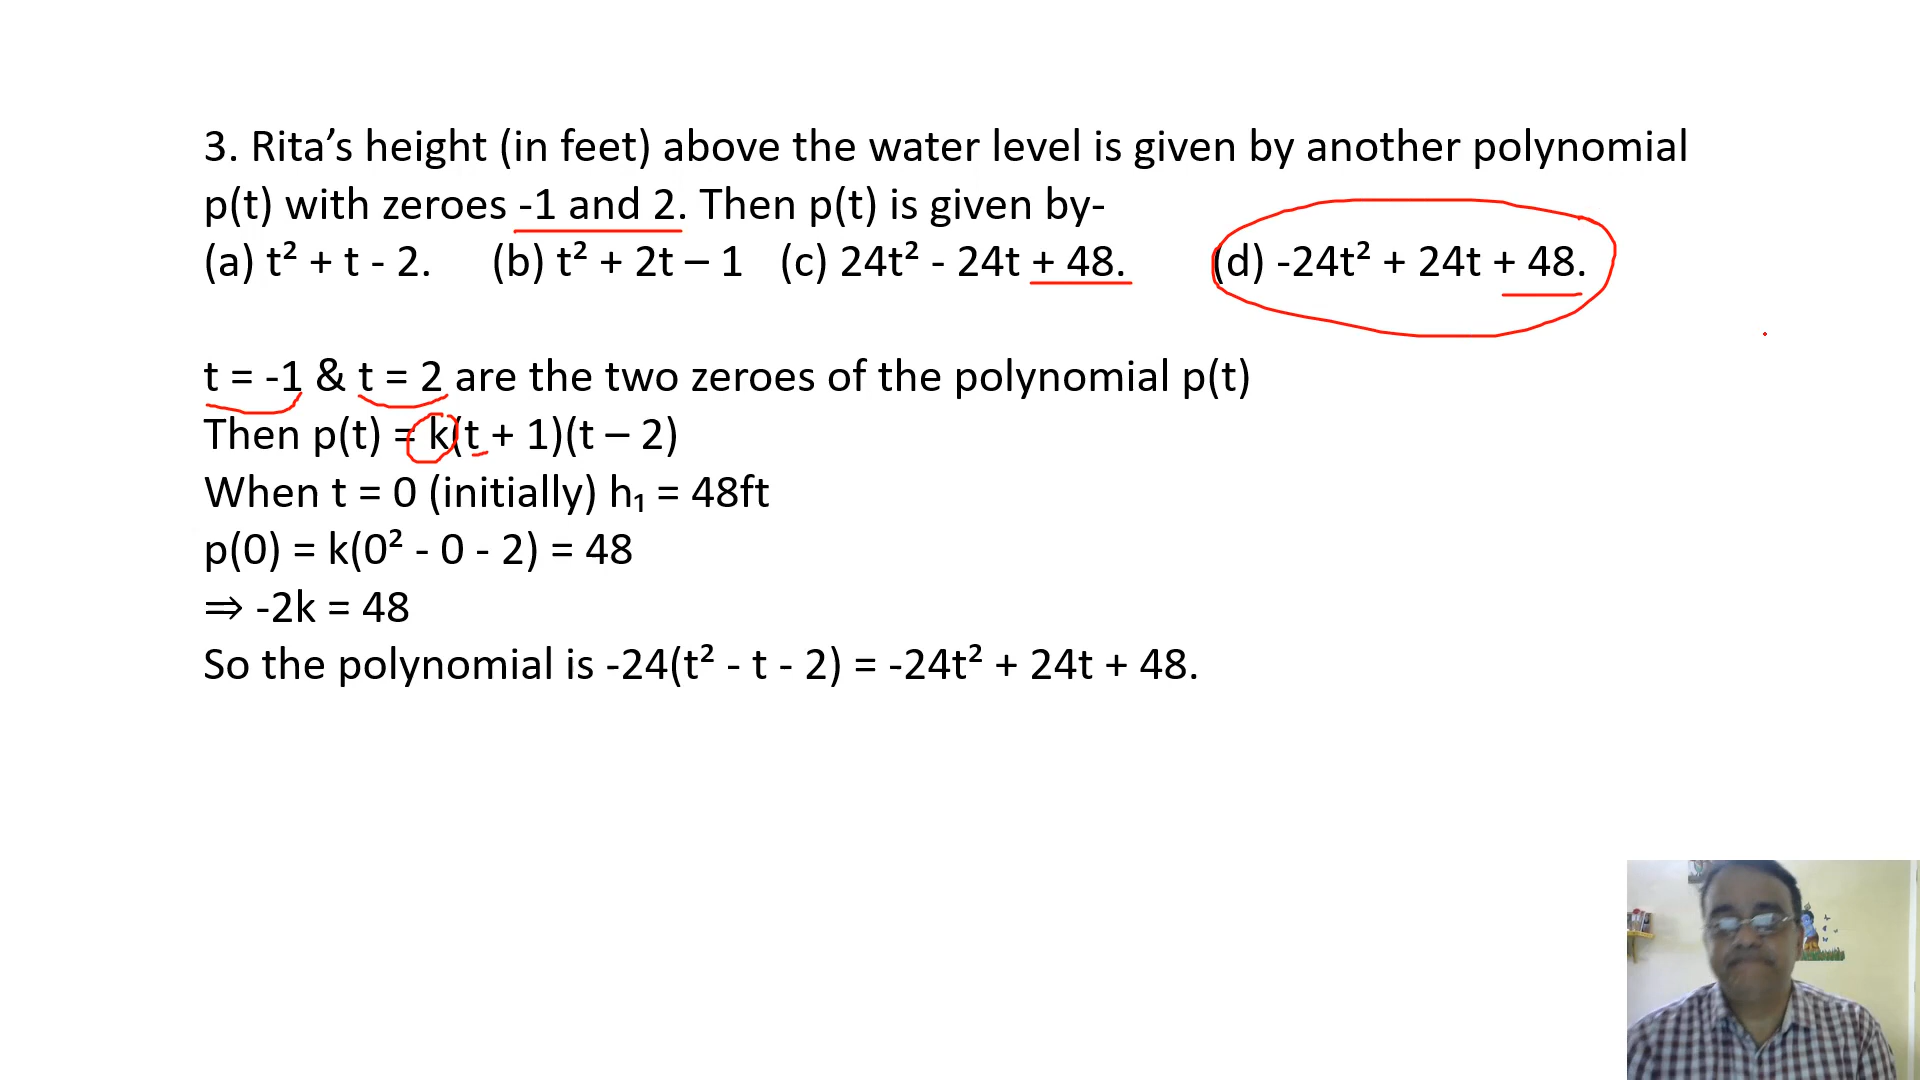 3. Rita’s height (in feet) above the water level is given by another polynomial
p(t) with zeroes -1 and 2. Then p(t) is given by-
(a) t² + t - 2. (b) t² + 2t – 1 (c) 24t² - 24t + 48. (d) -24t² + 24t + 48.
t = -1 & t = 2 are the two zeroes of the polynomial p(t)
Then p(t) = k(t + 1)(t – 2)
When t = 0 (initially) h₁ = 48ft
p(0) = k(0² - 0 - 2) = 48
⇒ -2k = 48
So the polynomial is -24(t² - t - 2) = -24t² + 24t + 48.